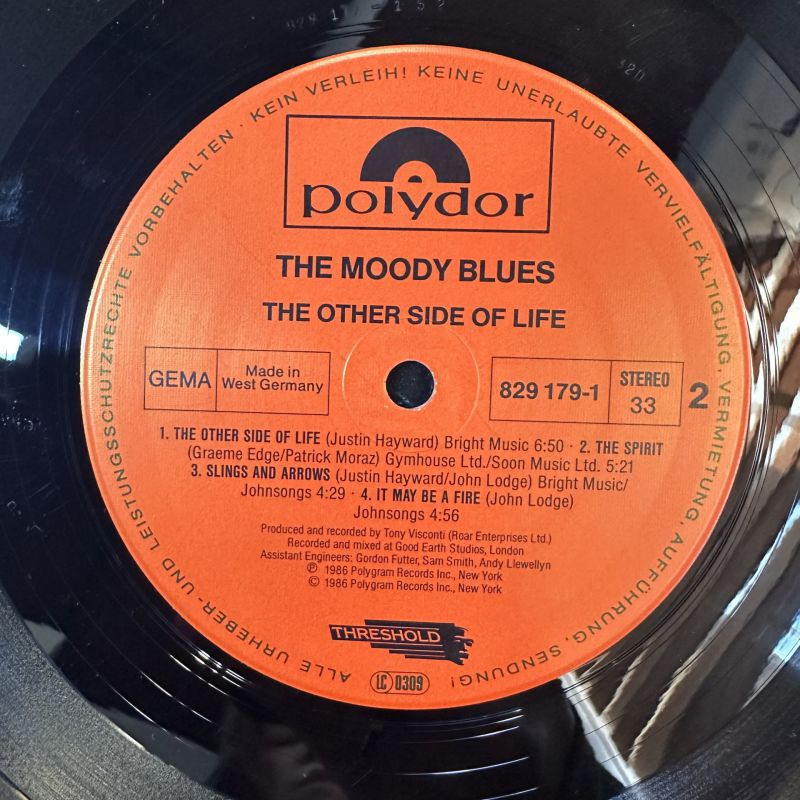 ALLE URHEBER- UND LEISTUNGSSCHUTZRECHTE VORBEHALTEN · KEIN VERLEIH! KEINE UNERLAUBTE VERVIELFÄLTIGUNG, VERMIETUNG, AUFFÜHRUNG, SENDUNG!
polydor
THE MOODY BLUES
THE OTHER SIDE OF LIFE
GEMA
Made in
West Germany
829 179-1
STEREO
33
2
1. THE OTHER SIDE OF LIFE (Justin Hayward) Bright Music 6:50 · 2. THE SPIRIT
(Graeme Edge/Patrick Moraz) Gymhouse Ltd./Soon Music Ltd. 5:21
3. SLINGS AND ARROWS (Justin Hayward/John Lodge) Bright Music/
Johnsongs 4:29 · 4. IT MAY BE A FIRE (John Lodge)
Johnsongs 4:56
Produced and recorded by Tony Visconti (Roar Enterprises Ltd.)
Recorded and mixed at Good Earth Studios, London
Assistant Engineers: Gordon Futter, Sam Smith, Andy Llewellyn
℗ 1986 Polygram Records Inc., New York
© 1986 Polygram Records Inc., New York
THRESHOLD
LC 0309